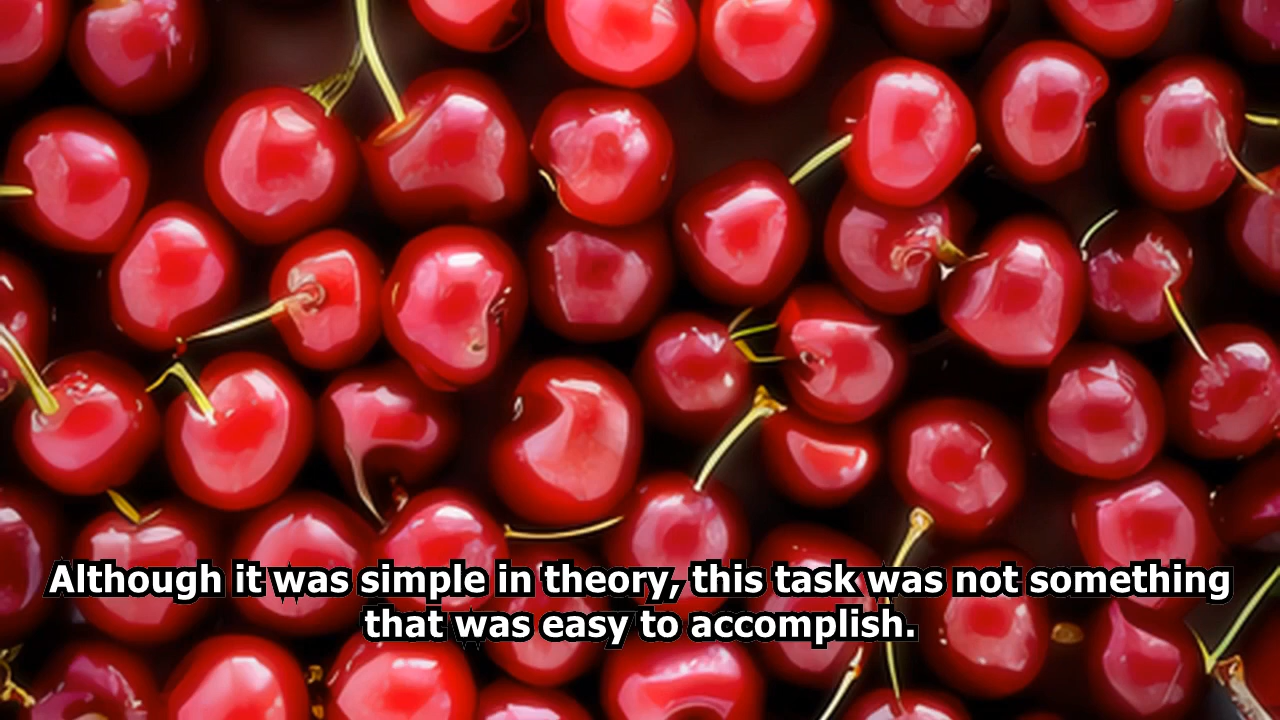 Although it was simple in theory, this task was not something
that was easy to accomplish.